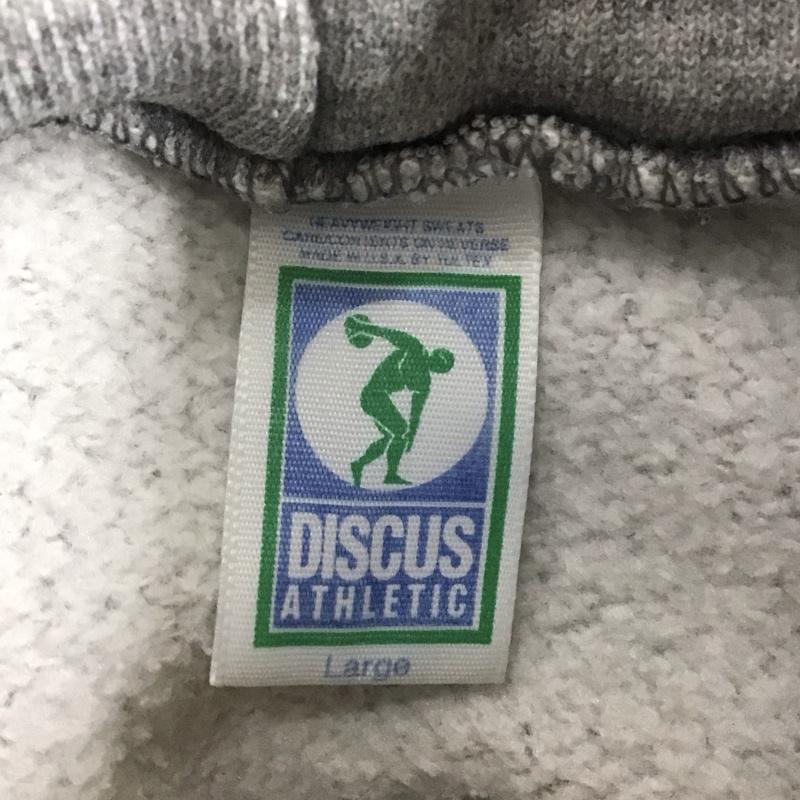 HEAVYWEIGHT SWEATS
CARE/CONTENTS ON REVERSE
MADE IN U.S.A. BY TULTEX
DISCUS
ATHLETIC
Large